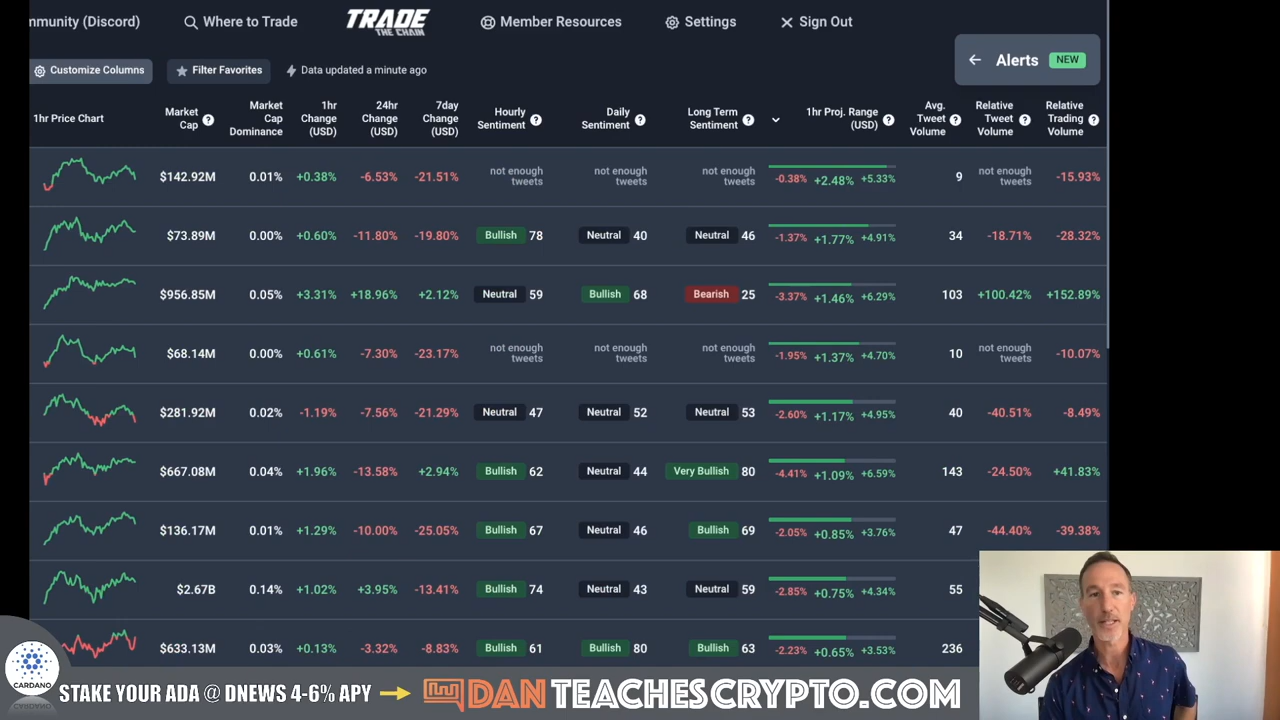 mmunity (Discord) Where to Trade TRADE THE CHAIN Member Resources Settings Sign Out
Customize Columns Filter Favorites Data updated a minute ago
Alerts NEW
1hr Price Chart Market Cap ? Market Cap Dominance 1hr Change (USD) 24hr Change (USD) 7day Change (USD) Hourly Sentiment ? Daily Sentiment ? Long Term Sentiment ? 1hr Proj. Range (USD) ? Avg. Tweet Volume ? Relative Tweet Volume ? Relative Trading Volume ?
$142.92M 0.01% +0.38% -6.53% -21.51% not enough tweets not enough tweets not enough tweets -0.38% +2.48% +5.33% 9 not enough tweets -15.93%
$73.89M 0.00% +0.60% -11.80% -19.80% Bullish 78 Neutral 40 Neutral 46 -1.37% +1.77% +4.91% 34 -18.71% -28.32%
$956.85M 0.05% +3.31% +18.96% +2.12% Neutral 59 Bullish 68 Bearish 25 -3.37% +1.46% +6.29% 103 +100.42% +152.89%
$68.14M 0.00% +0.61% -7.30% -23.17% not enough tweets not enough tweets not enough tweets -1.95% +1.37% +4.70% 10 not enough tweets -10.07%
$281.92M 0.02% -1.19% -7.56% -21.29% Neutral 47 Neutral 52 Neutral 53 -2.60% +1.17% +4.95% 40 -40.51% -8.49%
$667.08M 0.04% +1.96% -13.58% +2.94% Bullish 62 Neutral 44 Very Bullish 80 -4.41% +1.09% +6.59% 143 -24.50% +41.83%
$136.17M 0.01% +1.29% -10.00% -25.05% Bullish 67 Neutral 46 Bullish 69 -2.05% +0.85% +3.76% 47 -44.40% -39.38%
$2.67B 0.14% +1.02% +3.95% -13.41% Bullish 74 Neutral 43 Neutral 59 -2.85% +0.75% +4.34% 55
$633.13M 0.03% +0.13% -3.32% -8.83% Bullish 61 Bullish 80 Bullish 63 -2.23% +0.65% +3.53% 236
CARDANO
STAKE YOUR ADA @ DNEWS 4-6% APY DANTEACHESCRYPTO.COM